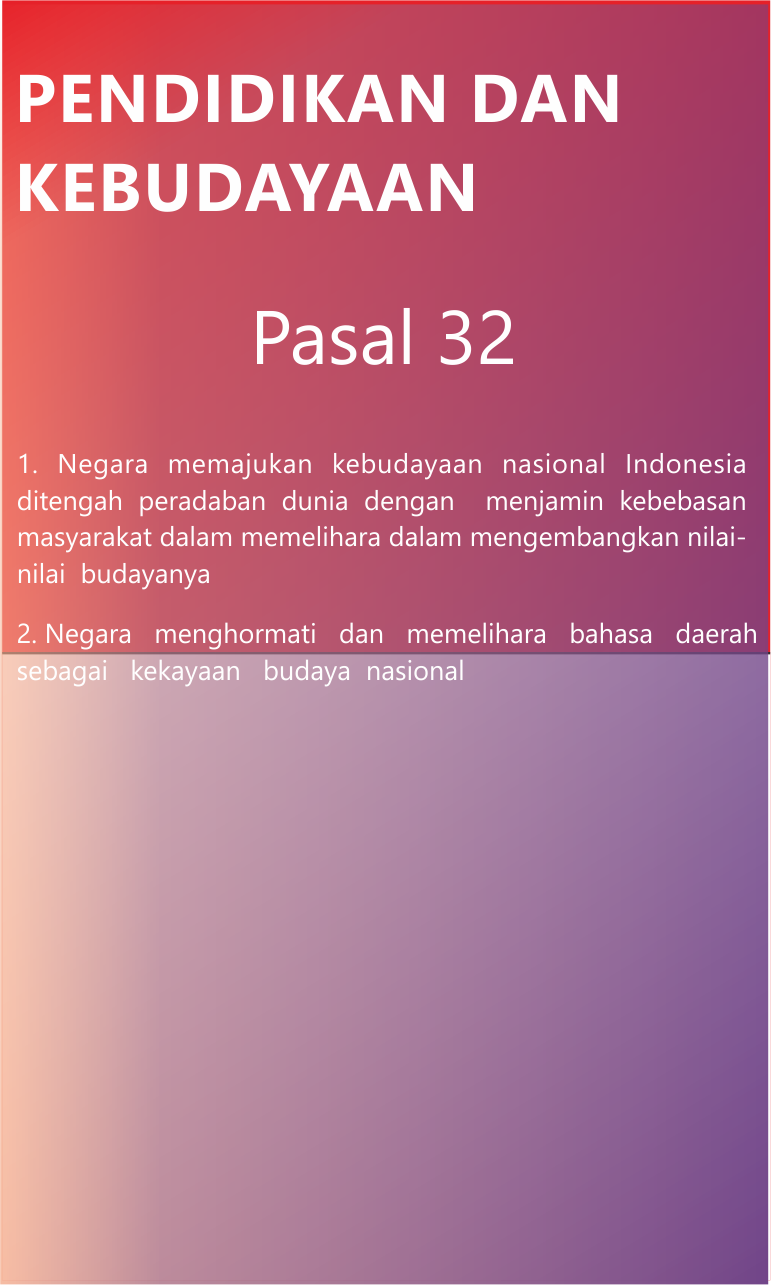 PENDIDIKAN DAN
KEBUDAYAAN
Pasal 32
1. Negara memajukan kebudayaan nasional Indonesia
ditengah peradaban dunia dengan menjamin kebebasan
masyarakat dalam memelihara dalam mengembangkan nilai-
nilai budayanya
2. Negara menghormati dan memelihara bahasa daerah
sebagai kekayaan budaya nasional